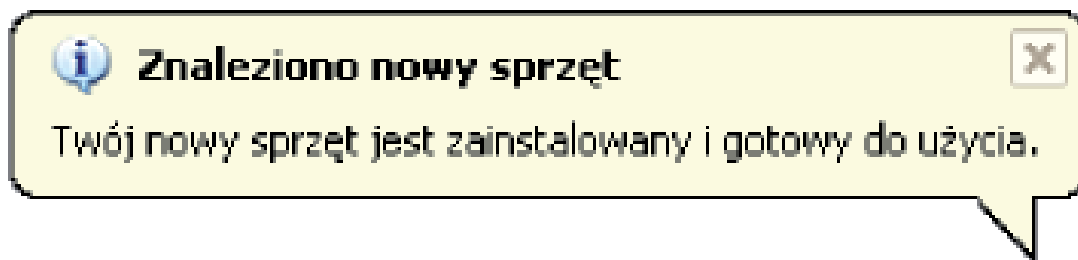 Znaleziono nowy sprzęt
Twój nowy sprzęt jest zainstalowany i gotowy do użycia.